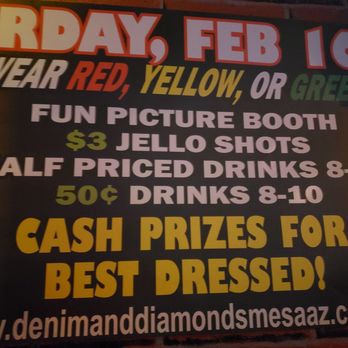 RDAY, FEB 16
WEAR RED, YELLOW, OR GREE
FUN PICTURE BOOTH
$3 JELLO SHOTS
ALF PRICED DRINKS 8-
50¢ DRINKS 8-10
CASH PRIZES FOR
BEST DRESSED!
w.denimanddiamondsmesaaz.c